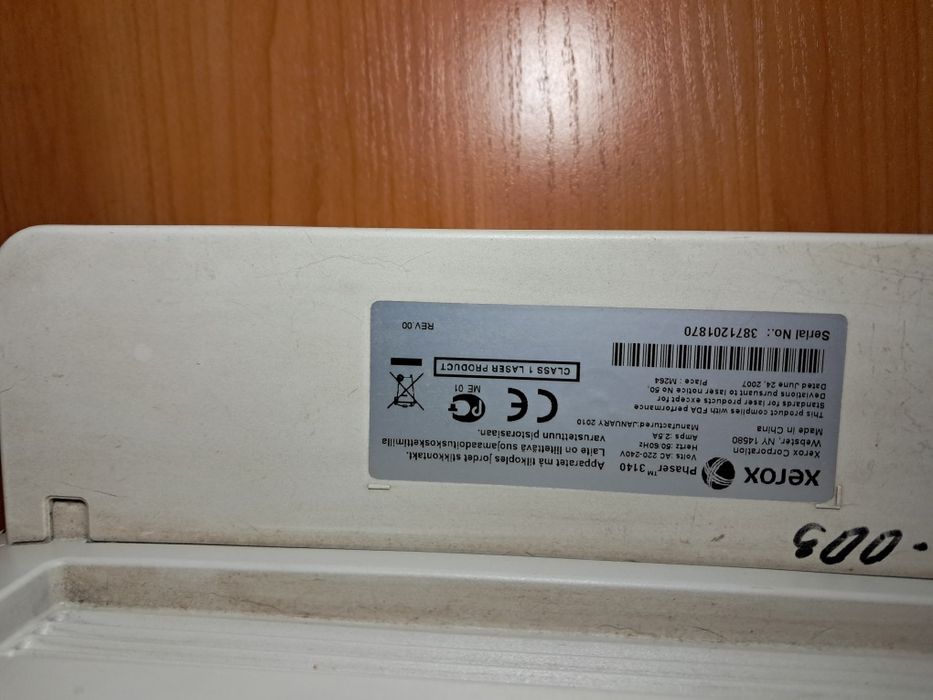 xerox
Phaser™ 3140
Xerox Corporation
Webster, NY 14580
Made in China
Volts : AC 220-240V
Hertz :50/60Hz
Amps :2.5A
Manufactured:JANUARY 2010
This product complies with FDA performance
Standards for laser products except for
Deviations pursuant to laser notice No 50,
Dated June 24, 2007
Place : M264
Serial No.: 3871201870
Apparatet må tilkoples jordet stikkontakt.
Laite on liitettävä suojamaadoituskoskettimilla
varustettuun pistorasiaan.
CE
PC
ME 01
CLASS 1 LASER PRODUCT
REV.00
-003